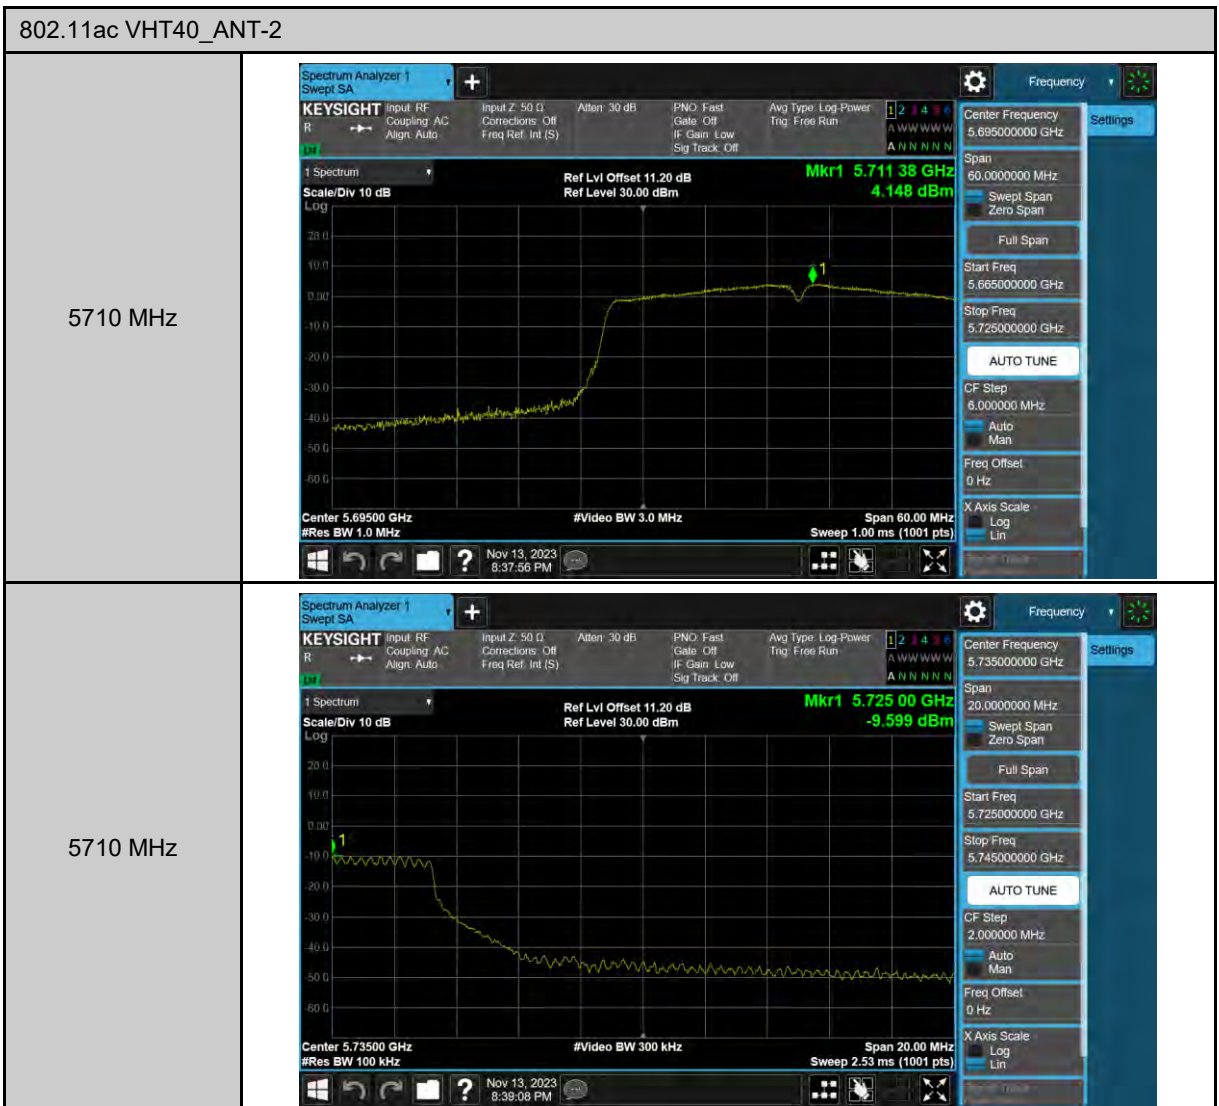 802.11ac VHT40_ANT-2
5710 MHz
Spectrum Analyzer 1
Swept SA
Frequency
KEYSIGHT
R
Input: RF
Coupling: AC
Align: Auto
Input Z: 50 Ω
Corrections: Off
Freq Ref: Int (S)
Atten: 30 dB
PNO: Fast
Gate: Off
IF Gain: Low
Sig Track: Off
Avg Type: Log-Power
Trig: Free Run
1 2 3 4 5 6
A W W W W W
A N N N N N
1 Spectrum
Scale/Div 10 dB
Log
Ref Lvl Offset 11.20 dB
Ref Level 30.00 dBm
Mkr1 5.711 38 GHz
4.148 dBm
20.0
10.0
0.00
-10.0
-20.0
-30.0
-40.0
-50.0
-60.0
1
Center 5.69500 GHz
#Res BW 1.0 MHz
#Video BW 3.0 MHz
Span 60.00 MHz
Sweep 1.00 ms (1001 pts)
Nov 13, 2023
8:37:56 PM
Center Frequency
5.695000000 GHz
Settings
Span
60.0000000 MHz
Swept Span
Zero Span
Full Span
Start Freq
5.665000000 GHz
Stop Freq
5.725000000 GHz
AUTO TUNE
CF Step
6.000000 MHz
Auto
Man
Freq Offset
0 Hz
X Axis Scale
Log
Lin
5710 MHz
Spectrum Analyzer 1
Swept SA
Frequency
KEYSIGHT
R
Input: RF
Coupling: AC
Align: Auto
Input Z: 50 Ω
Corrections: Off
Freq Ref: Int (S)
Atten: 30 dB
PNO: Fast
Gate: Off
IF Gain: Low
Sig Track: Off
Avg Type: Log-Power
Trig: Free Run
1 2 3 4 5 6
A W W W W W
A N N N N N
1 Spectrum
Scale/Div 10 dB
Log
Ref Lvl Offset 11.20 dB
Ref Level 30.00 dBm
Mkr1 5.725 00 GHz
-9.599 dBm
20.0
10.0
0.00
-10.0
-20.0
-30.0
-40.0
-50.0
-60.0
1
Center 5.73500 GHz
#Res BW 100 kHz
#Video BW 300 kHz
Span 20.00 MHz
Sweep 2.53 ms (1001 pts)
Nov 13, 2023
8:39:08 PM
Center Frequency
5.735000000 GHz
Settings
Span
20.0000000 MHz
Swept Span
Zero Span
Full Span
Start Freq
5.725000000 GHz
Stop Freq
5.745000000 GHz
AUTO TUNE
CF Step
2.000000 MHz
Auto
Man
Freq Offset
0 Hz
X Axis Scale
Log
Lin